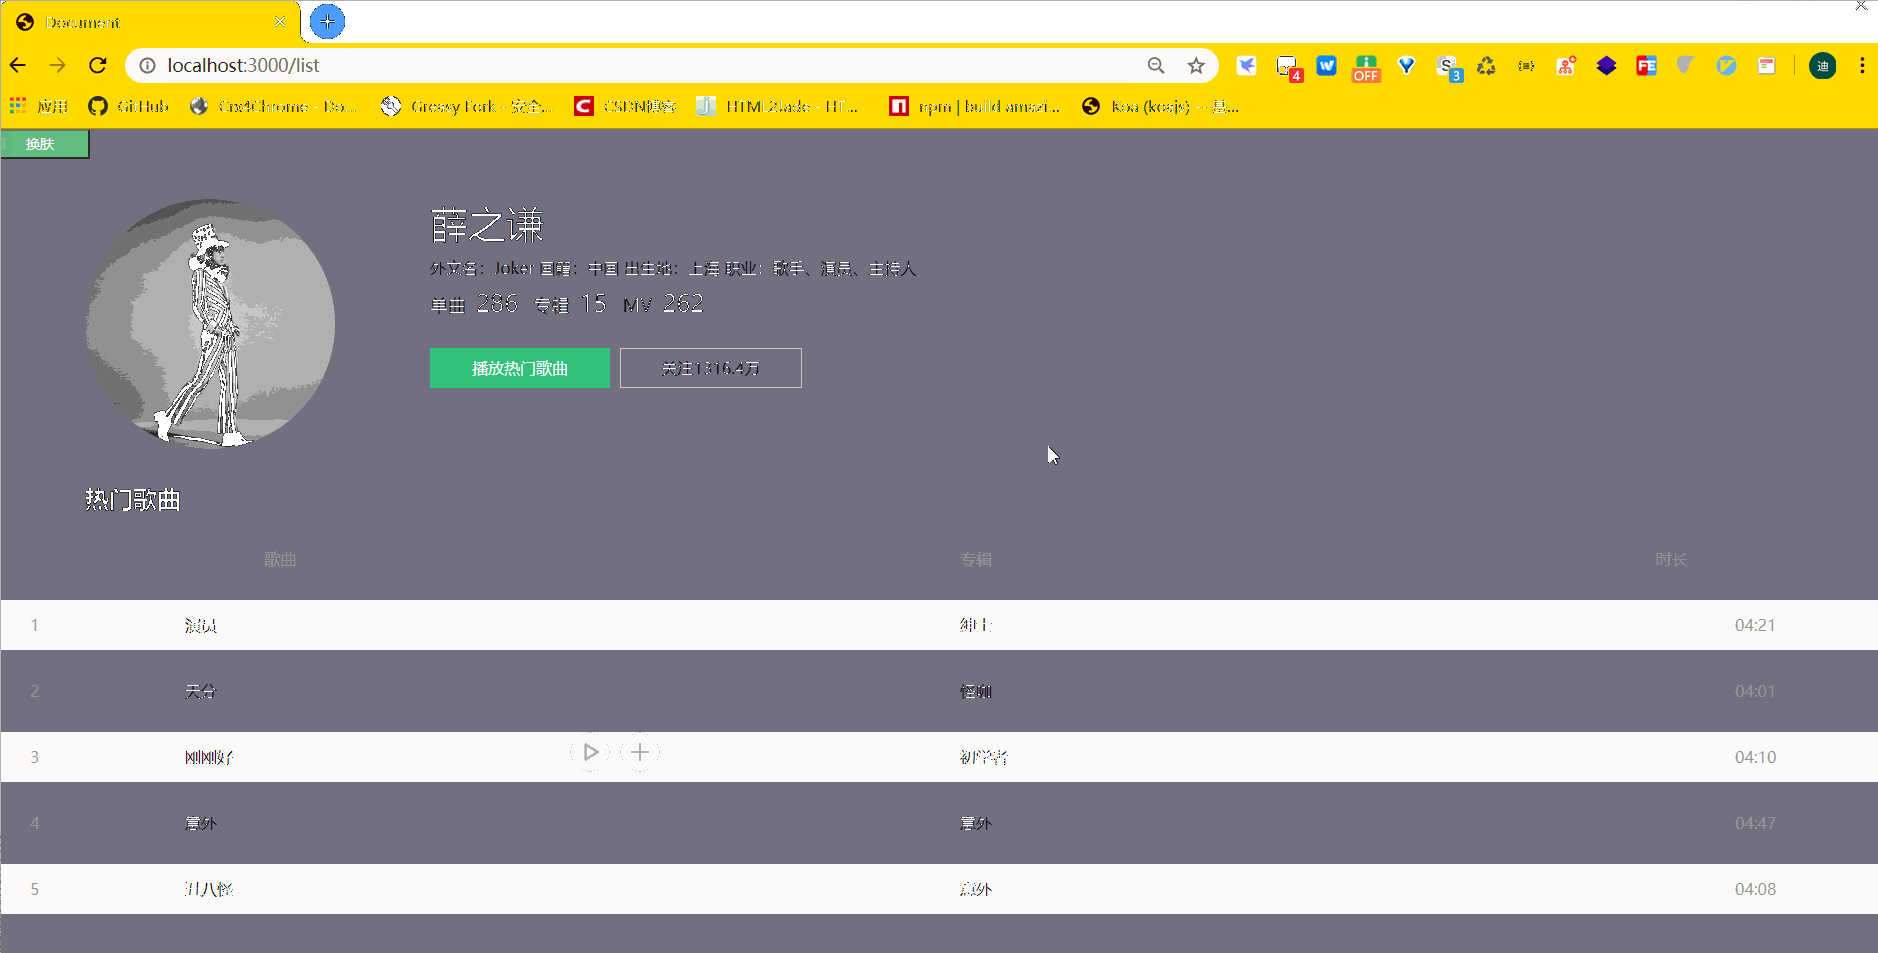 Document
localhost:3000/list
4 W OFF S 3 FE 迪
应用 GitHub Crx4Chrome - Do... Greasy Fork - 安全... CSDN博客 HTML2Jade - HT... npm | build amazi... Koa (koajs) -- 基...
换肤
薛之谦
外文名：Joker 国籍：中国 出生地：上海 职业：歌手、演员、主持人
单曲 286 专辑 15 MV 262
播放热门歌曲 关注1316.4万
热门歌曲
歌曲 专辑 时长
1 演员 绅士 04:21
2 天分 怪咖 04:01
3 刚刚好 初学者 04:10
4 意外 意外 04:47
5 丑八怪 意外 04:08